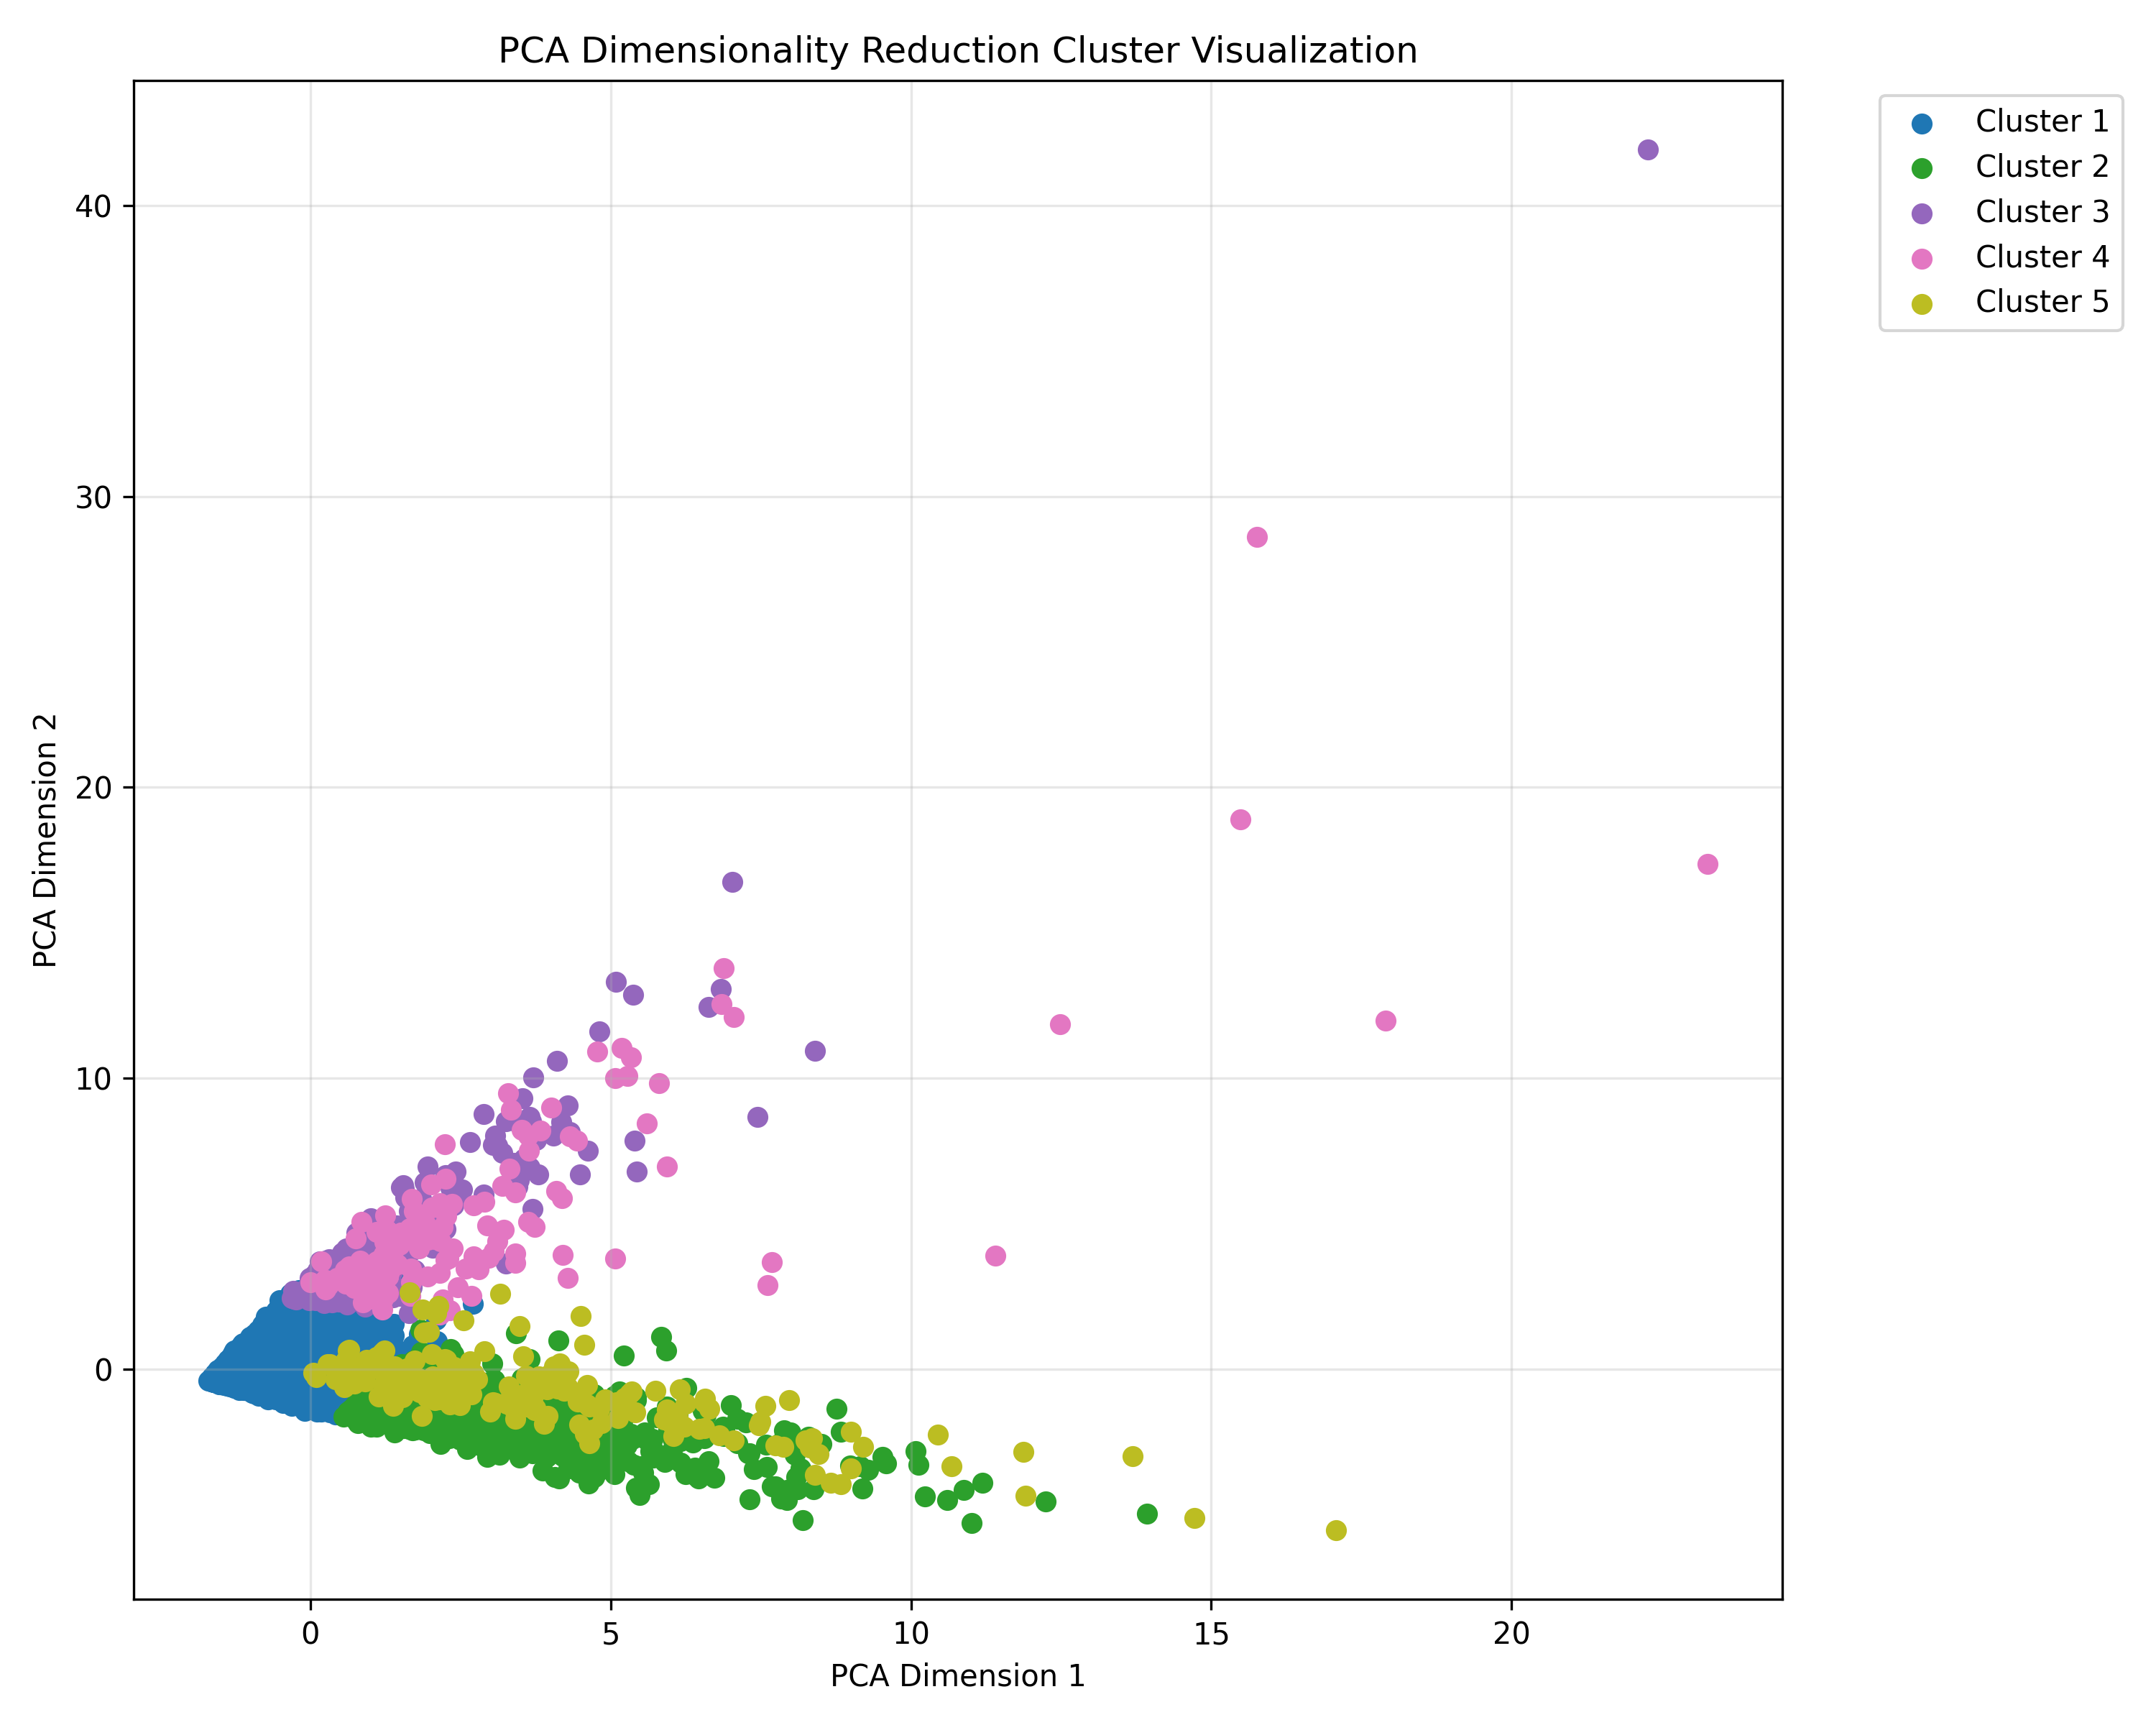 PCA Dimensionality Reduction Cluster Visualization
Cluster 1
Cluster 2
Cluster 3
Cluster 4
Cluster 5
PCA Dimension 2
40
30
20
10
0
0 5 10 15 20
PCA Dimension 1